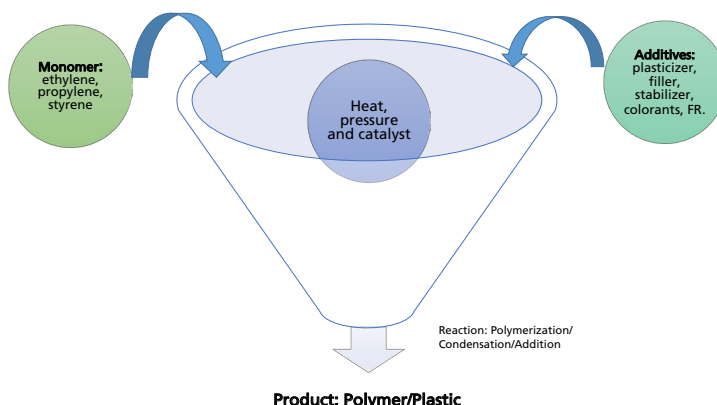 Monomer:
ethylene,
propylene,
styrene
Heat,
pressure
and catalyst
Additives:
plasticizer,
filler,
stabilizer,
colorants, FR.
Reaction: Polymerization/
Condensation/Addition
Product: Polymer/Plastic